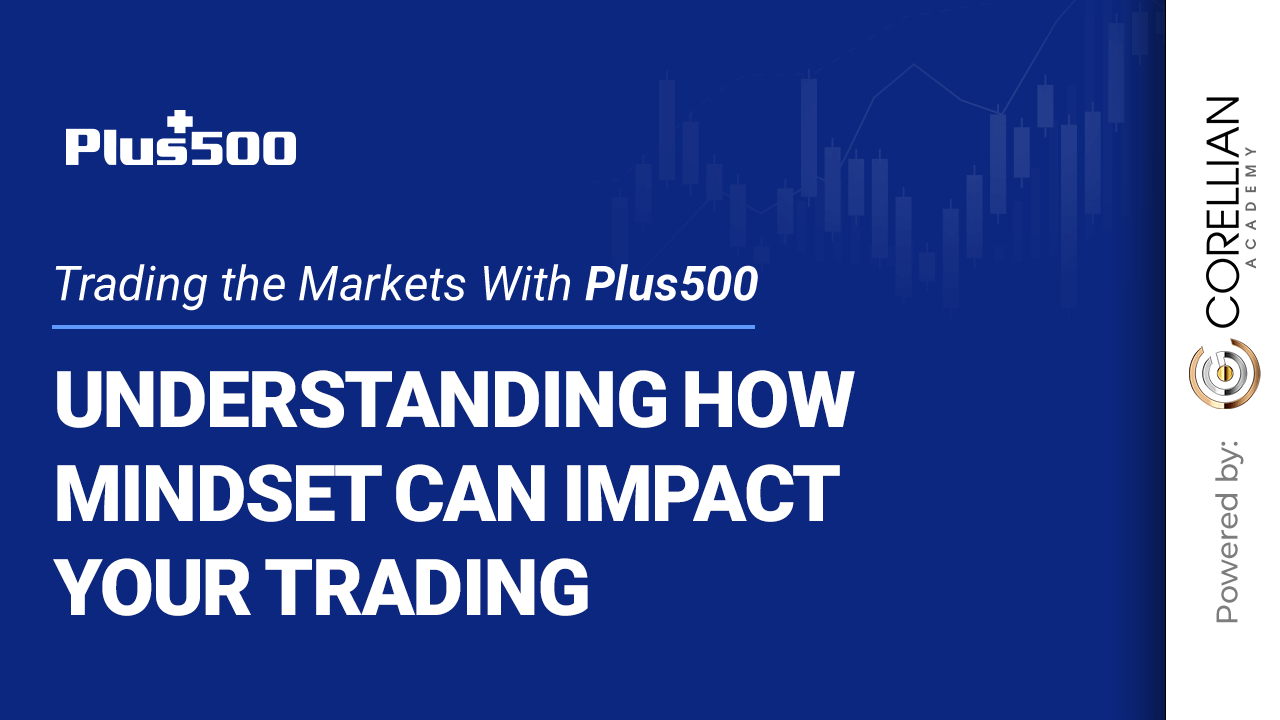 Plus500
Trading the Markets With Plus500
UNDERSTANDING HOW
MINDSET CAN IMPACT
YOUR TRADING
Powered by:
CORELLIAN
ACADEMY